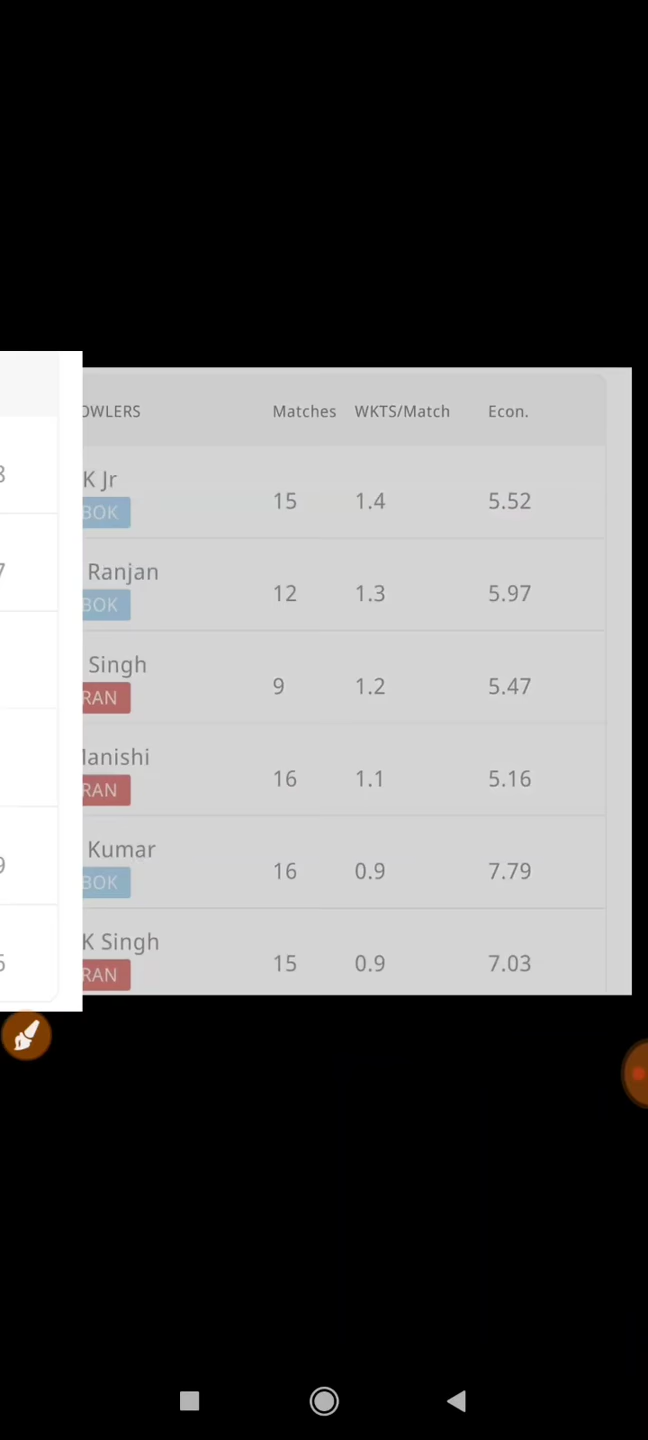 OWLERS Matches WKTS/Match Econ.
K Jr
BOK 15 1.4 5.52
Ranjan
BOK 12 1.3 5.97
Singh
RAN 9 1.2 5.47
anishi
RAN 16 1.1 5.16
Kumar
BOK 16 0.9 7.79
K Singh
RAN 15 0.9 7.03